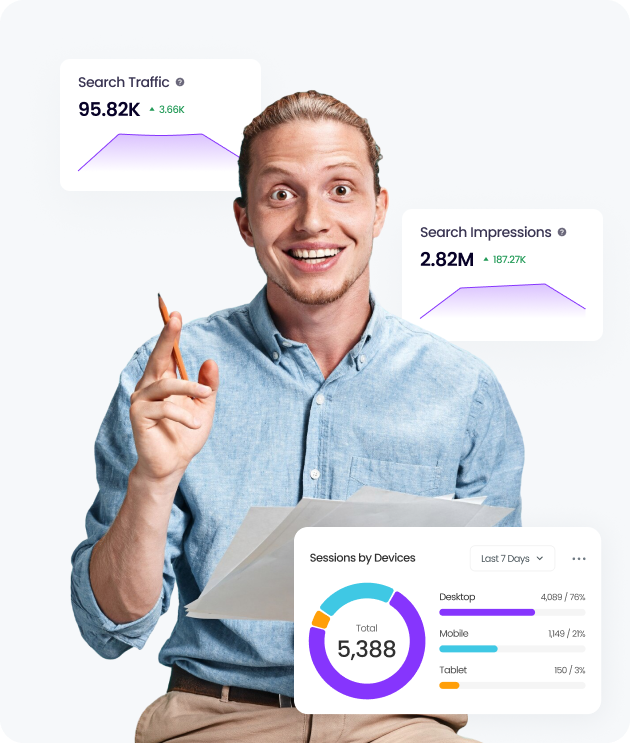 Search Traffic ?
95.82K ▲ 3.66K
Search Impressions ?
2.82M ▲ 187.27K
Sessions by Devices
Last 7 Days
Total
5,388
Desktop 4,089 / 76%
Mobile 1,149 / 21%
Tablet 150 / 3%